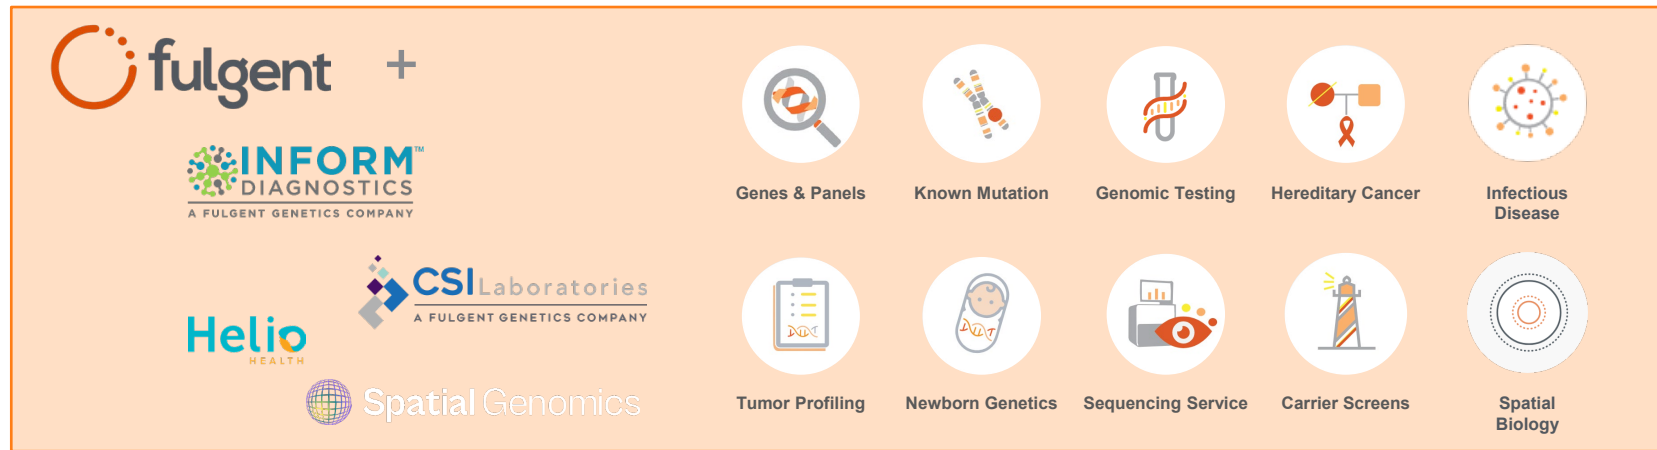 fulgent +
INFORM™
DIAGNOSTICS
A FULGENT GENETICS COMPANY
CSI Laboratories
A FULGENT GENETICS COMPANY
Helio
HEALTH
Spatial Genomics
Genes & Panels
Known Mutation
Genomic Testing
Hereditary Cancer
Infectious
Disease
Tumor Profiling
Newborn Genetics
Sequencing Service
Carrier Screens
Spatial
Biology